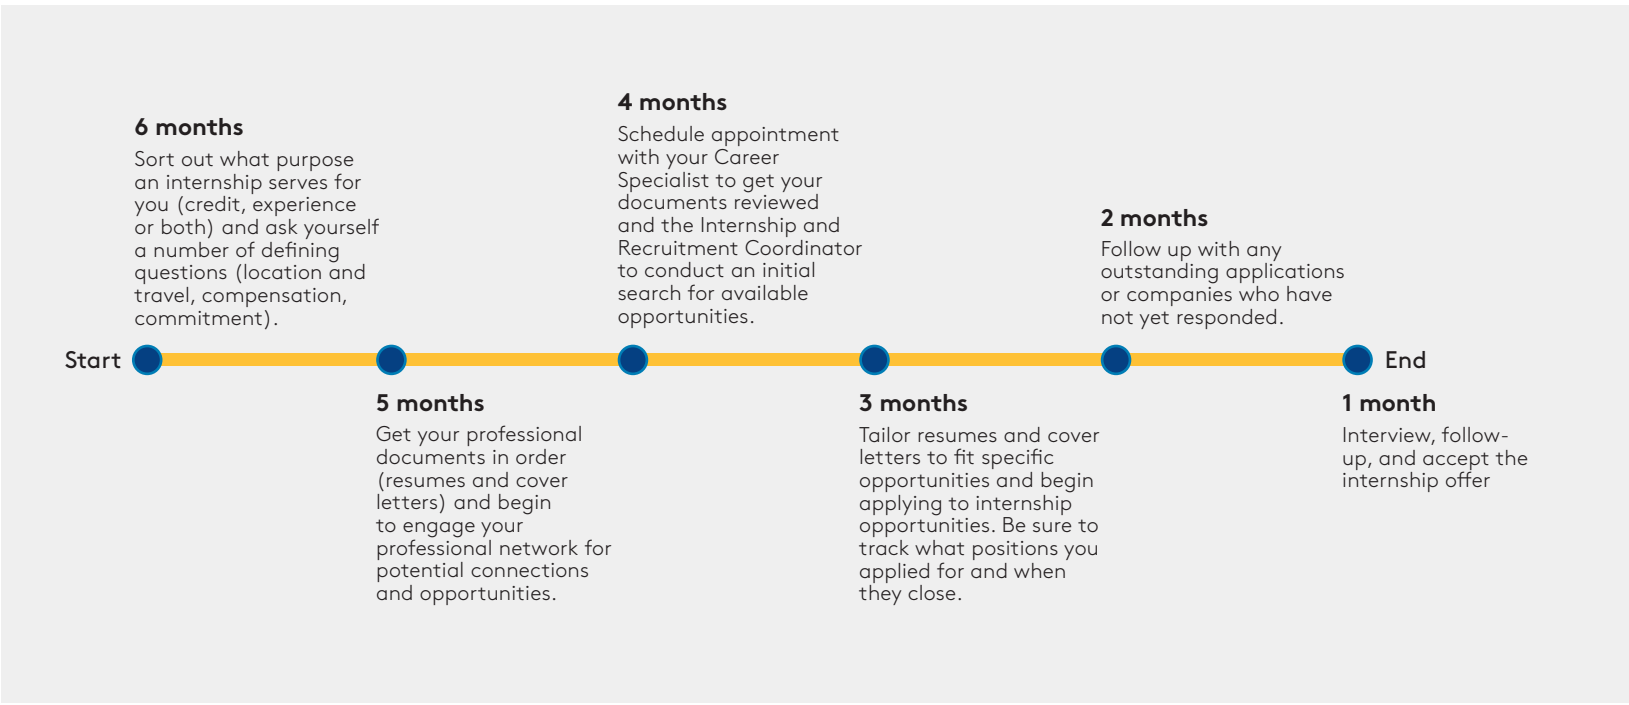 Start
6 months
Sort out what purpose
an internship serves for
you (credit, experience
or both) and ask yourself
a number of defining
questions (location and
travel, compensation,
commitment).
5 months
Get your professional
documents in order
(resumes and cover
letters) and begin
to engage your
professional network for
potential connections
and opportunities.
4 months
Schedule appointment
with your Career
Specialist to get your
documents reviewed
and the Internship and
Recruitment Coordinator
to conduct an initial
search for available
opportunities.
3 months
Tailor resumes and cover
letters to fit specific
opportunities and begin
applying to internship
opportunities. Be sure to
track what positions you
applied for and when
they close.
2 months
Follow up with any
outstanding applications
or companies who have
not yet responded.
End
1 month
Interview, follow-
up, and accept the
internship offer